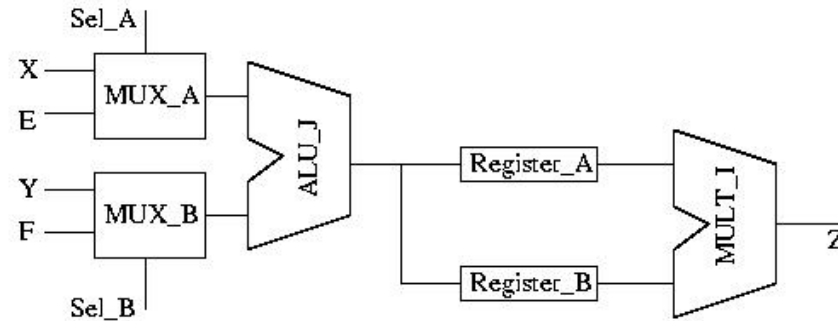 Sel_A
X
MUX_A
E
ALU_J
Register_A
Y
MUX_B
F
MULT_I
Z
Register_B
Sel_B